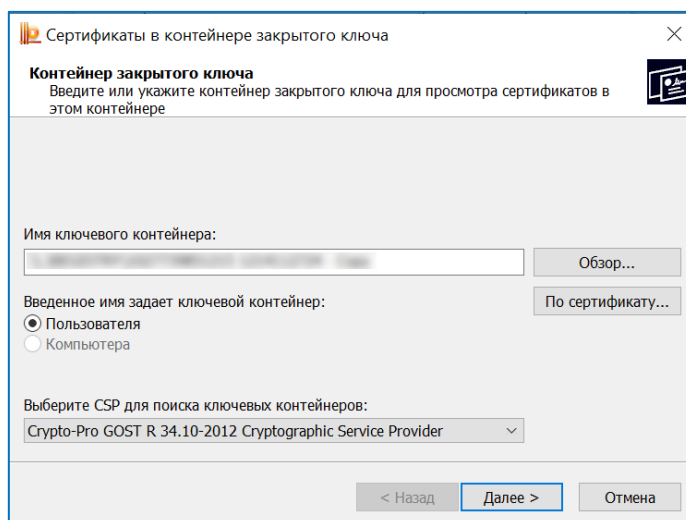 Сертификаты в контейнере закрытого ключа
Контейнер закрытого ключа
Введите или укажите контейнер закрытого ключа для просмотра сертификатов в
этом контейнере
Имя ключевого контейнера:
Обзор...
Введенное имя задает ключевой контейнер:
По сертификату...
Пользователя
Компьютера
Выберите CSP для поиска ключевых контейнеров:
Crypto-Pro GOST R 34.10-2012 Cryptographic Service Provider
< Назад
Далее >
Отмена